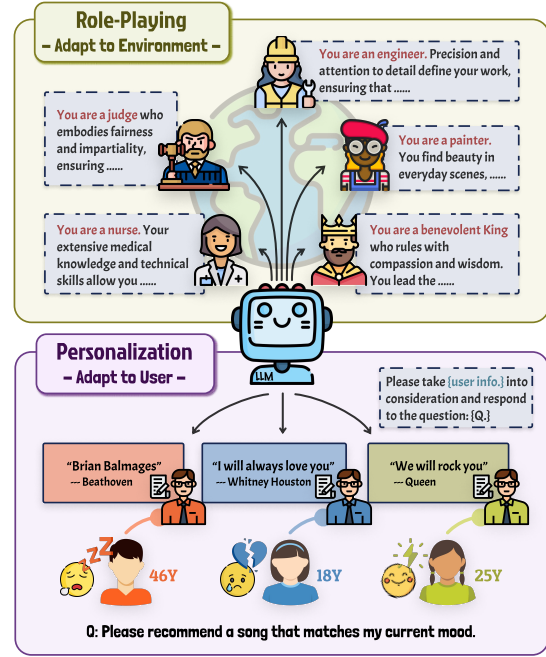 Role-Playing
– Adapt to Environment –
You are an engineer. Precision and
attention to detail define your work,
ensuring that ......
You are a judge who
embodies fairness
and impartiality,
ensuring ......
You are a painter.
You find beauty in
everyday scenes, ......
You are a nurse. Your
extensive medical
knowledge and technical
skills allow you ......
You are a benevolent King
who rules with
compassion and wisdom.
You lead the ......
LLM
Personalization
– Adapt to User –
Please take {user info.} into
consideration and respond
to the question: {Q.}
“Brian Balmages”
--- Beathoven
“I will always love you”
--- Whitney Houston
“We will rock you”
--- Queen
zzz
46Y
18Y
25Y
Q: Please recommend a song that matches my current mood.